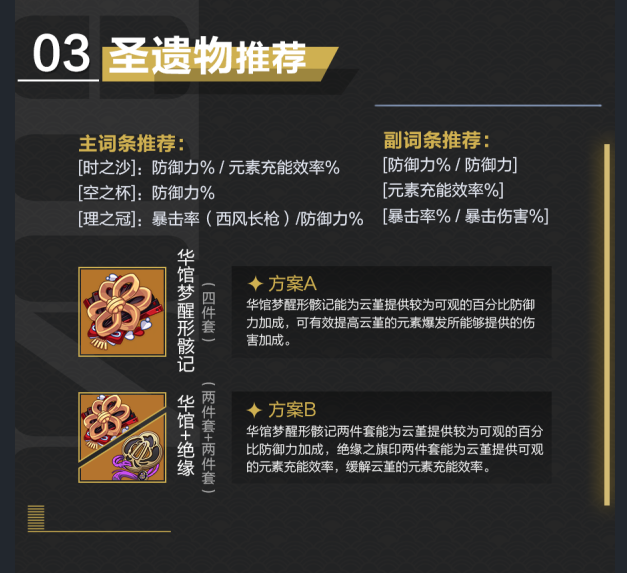 03 圣遗物推荐
主词条推荐：
[时之沙]：防御力% / 元素充能效率%
[空之杯]：防御力%
[理之冠]：暴击率（西风长枪）/防御力%
副词条推荐：
[防御力% / 防御力]
[元素充能效率%]
[暴击率% / 暴击伤害%]
华馆梦醒形骸记
（四件套）
方案A
华馆梦醒形骸记能为云堇提供较为可观的百分比防御
力加成，可有效提高云堇的元素爆发所能够提供的伤
害加成。
华馆+绝缘
（两件套+两件套）
方案B
华馆梦醒形骸记两件套能为云堇提供较为可观的百分
比防御力加成，绝缘之旗印两件套能为云堇提供可观
的元素充能效率，缓解云堇的元素充能效率。